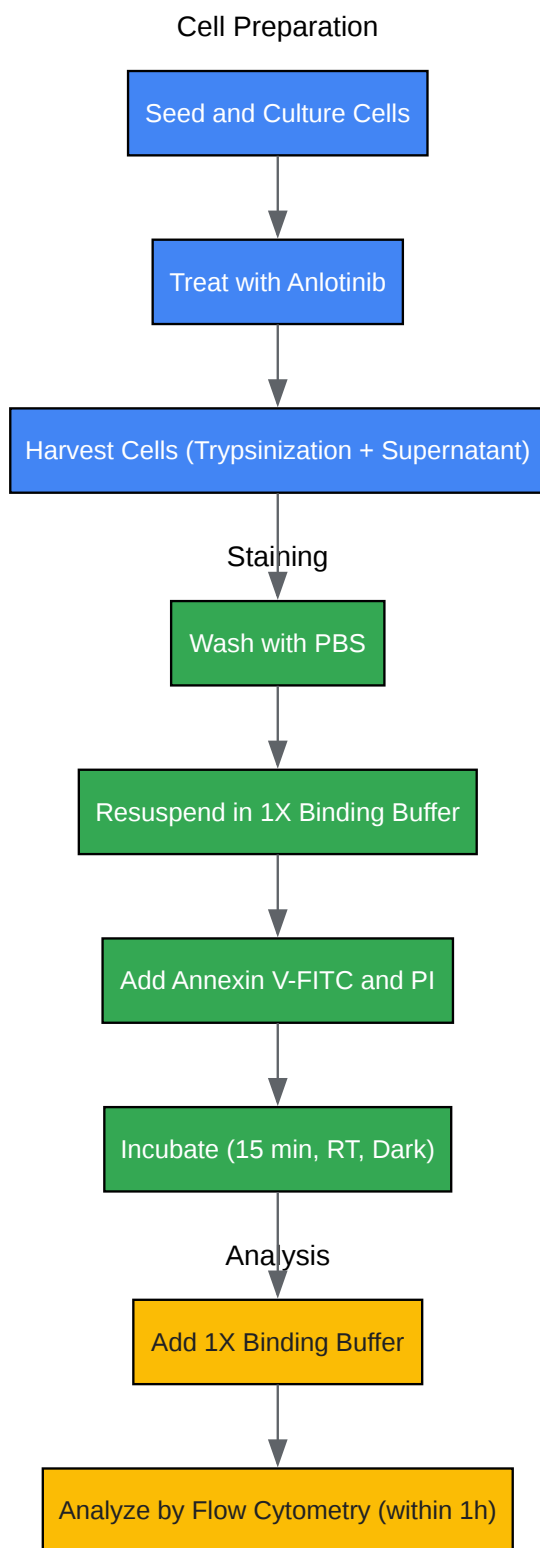 Cell Preparation
Seed and Culture Cells
Treat with Anlotinib
Harvest Cells (Trypsinization + Supernatant)
Staining
Wash with PBS
Resuspend in 1X Binding Buffer
Add Annexin V-FITC and PI
Incubate (15 min, RT, Dark)
Analysis
Add 1X Binding Buffer
Analyze by Flow Cytometry (within 1h)